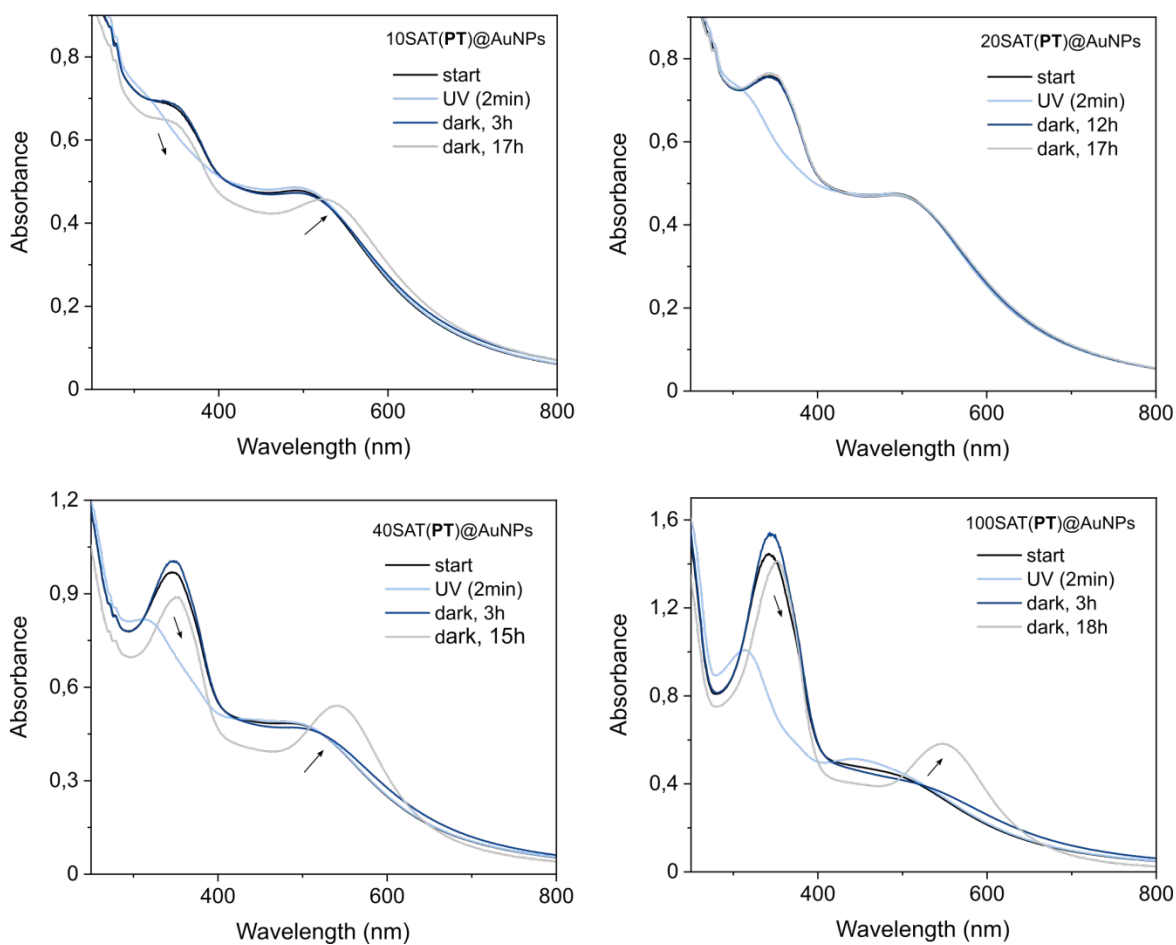 10SAT(PT)@AuNPs
start
UV (2min)
dark, 3h
dark, 17h
Absorbance
0,8
0,6
0,4
0,2
0
400
600
800
Wavelength (nm)
20SAT(PT)@AuNPs
start
UV (2min)
dark, 12h
dark, 17h
Absorbance
0,8
0,6
0,4
0,2
0
400
600
800
Wavelength (nm)
40SAT(PT)@AuNPs
start
UV (2min)
dark, 3h
dark, 15h
Absorbance
1,2
0,9
0,6
0,3
0
400
600
800
Wavelength (nm)
100SAT(PT)@AuNPs
start
UV (2min)
dark, 3h
dark, 18h
Absorbance
1,6
1,2
0,8
0,4
0
400
600
800
Wavelength (nm)